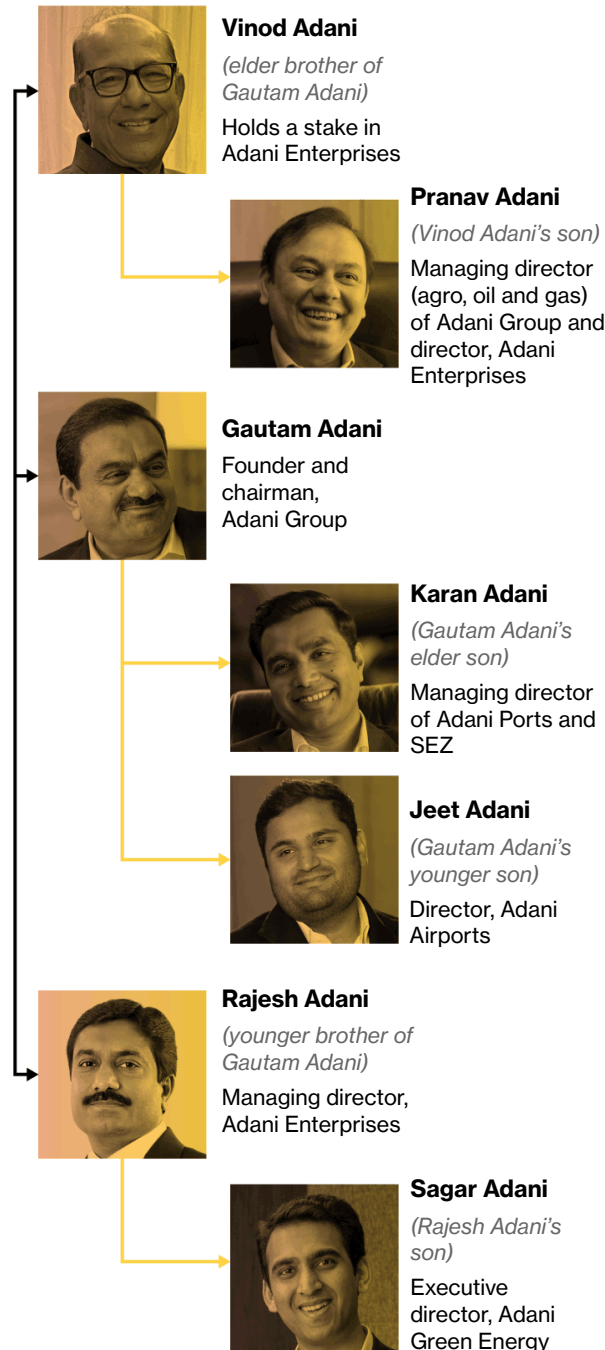 Vinod Adani
(elder brother of
Gautam Adani)
Holds a stake in
Adani Enterprises
Pranav Adani
(Vinod Adani’s son)
Managing director
(agro, oil and gas)
of Adani Group and
director, Adani
Enterprises
Gautam Adani
Founder and
chairman,
Adani Group
Karan Adani
(Gautam Adani’s
elder son)
Managing director
of Adani Ports and
SEZ
Jeet Adani
(Gautam Adani’s
younger son)
Director, Adani
Airports
Rajesh Adani
(younger brother of
Gautam Adani)
Managing director,
Adani Enterprises
Sagar Adani
(Rajesh Adani’s
son)
Executive
director, Adani
Green Energy